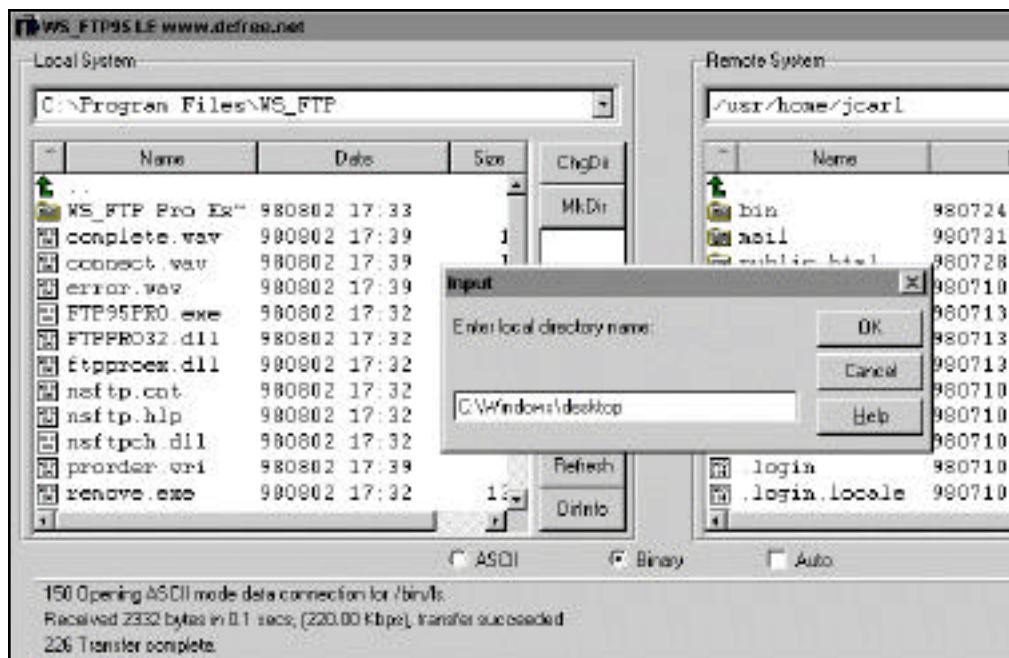 WS_FTP95 LE www.defree.net
Local System
C:\Program Files\WS_FTP
Name Date Size
ChgDir
MkDir
..
WS_FTP Pro Ex~ 980802 17:33
complete.wav 980802 17:39 1
connect.wav 980802 17:39 1
error.wav 980802 17:39
FTP95PRO.exe 980802 17:32
FTPPRO32.dll 980802 17:32
ftpproex.dll 980802 17:32
nsftp.cnt 980802 17:32
nsftp.hlp 980802 17:32
nsftpch.dll 980802 17:32
prorder.wri 980802 17:39
remove.exe 980802 17:32
Refresh
DirInfo
Remote System
/usr/home/jcarl
Name
bin 980724
mail 980731
public_html 980728
980710
980713
980713
980713
980710
980710
980710
.login 980710
.login.locale 980710
Input
Enter local directory name:
C:\Windows\desktop
OK
Cancel
Help
ASCII Binary Auto
150 Opening ASCII mode data connection for /bin/ls.
Received 2332 bytes in 0.1 secs, (220.00 Kbps), transfer succeeded
226 Transfer complete.